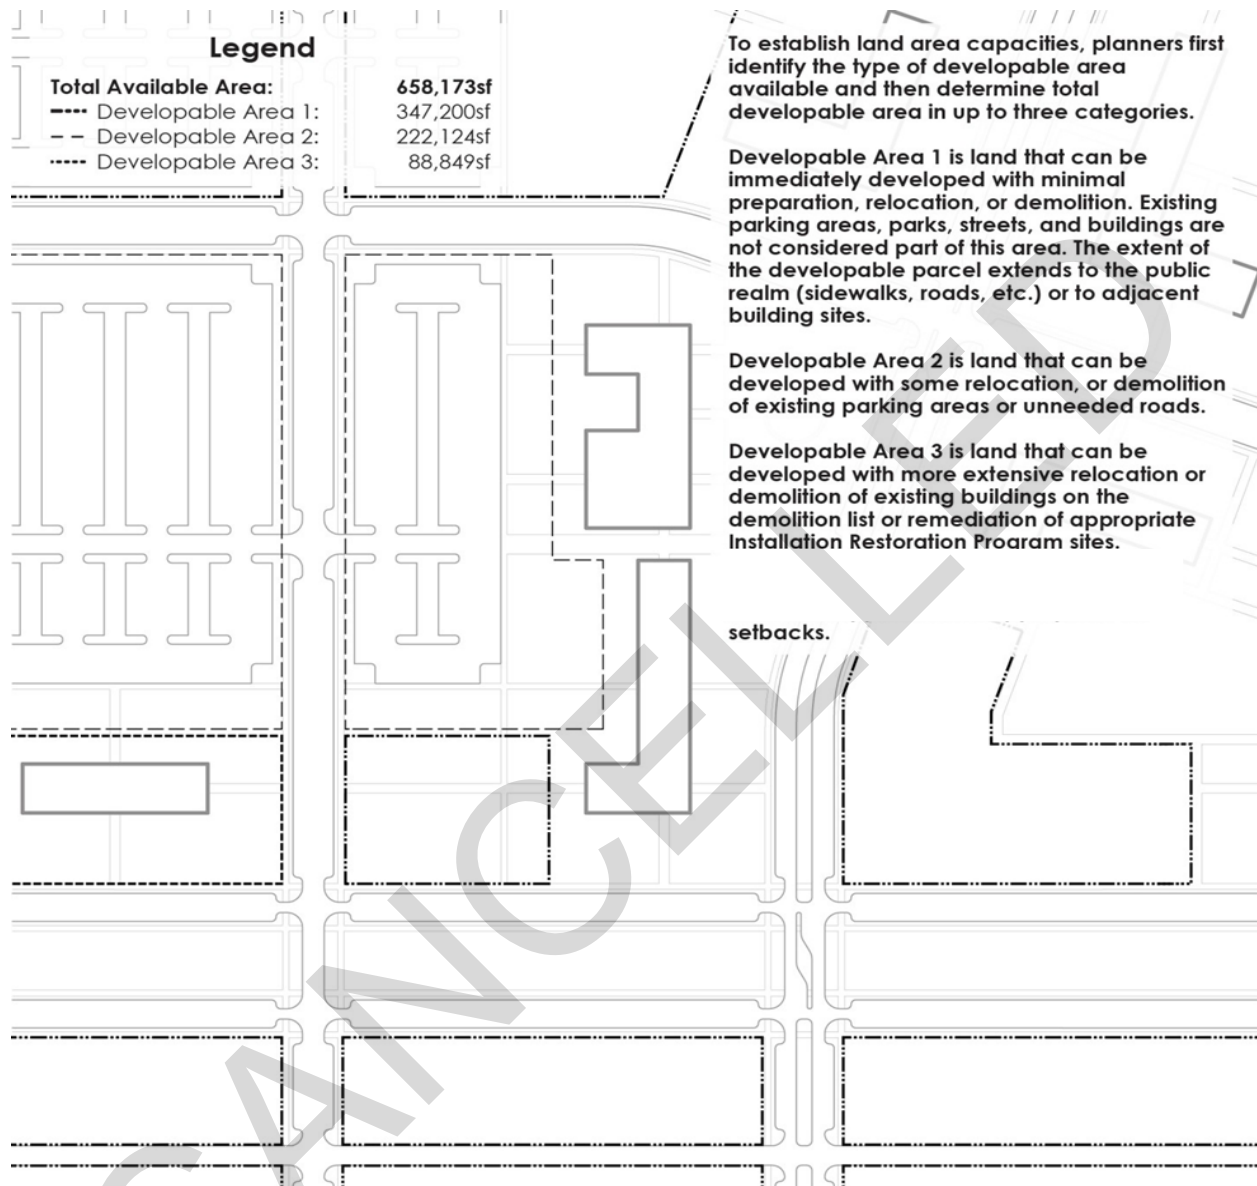 Legend
Total Available Area: 658,173sf
Developable Area 1: 347,200sf
Developable Area 2: 222,124sf
Developable Area 3: 88,849sf
To establish land area capacities, planners first
identify the type of developable area
available and then determine total
developable area in up to three categories.
Developable Area 1 is land that can be
immediately developed with minimal
preparation, relocation, or demolition. Existing
parking areas, parks, streets, and buildings are
not considered part of this area. The extent of
the developable parcel extends to the public
realm (sidewalks, roads, etc.) or to adjacent
building sites.
Developable Area 2 is land that can be
developed with some relocation, or demolition
of existing parking areas or unneeded roads.
Developable Area 3 is land that can be
developed with more extensive relocation or
demolition of existing buildings on the
demolition list or remediation of appropriate
Installation Restoration Program sites.
setbacks.
CANCELLED